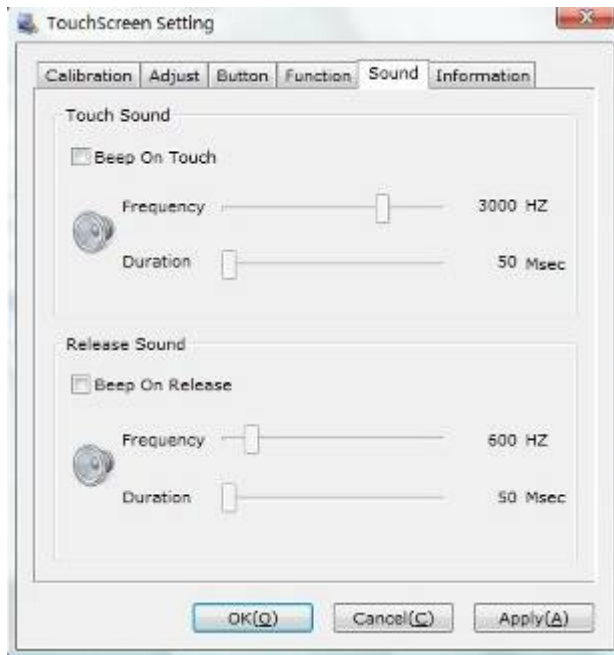 TouchScreen Setting
Calibration Adjust Button Function Sound Information
Touch Sound
Beep On Touch
Frequency 3000 HZ
Duration 50 Msec
Release Sound
Beep On Release
Frequency 600 HZ
Duration 50 Msec
OK(O) Cancel(C) Apply(A)